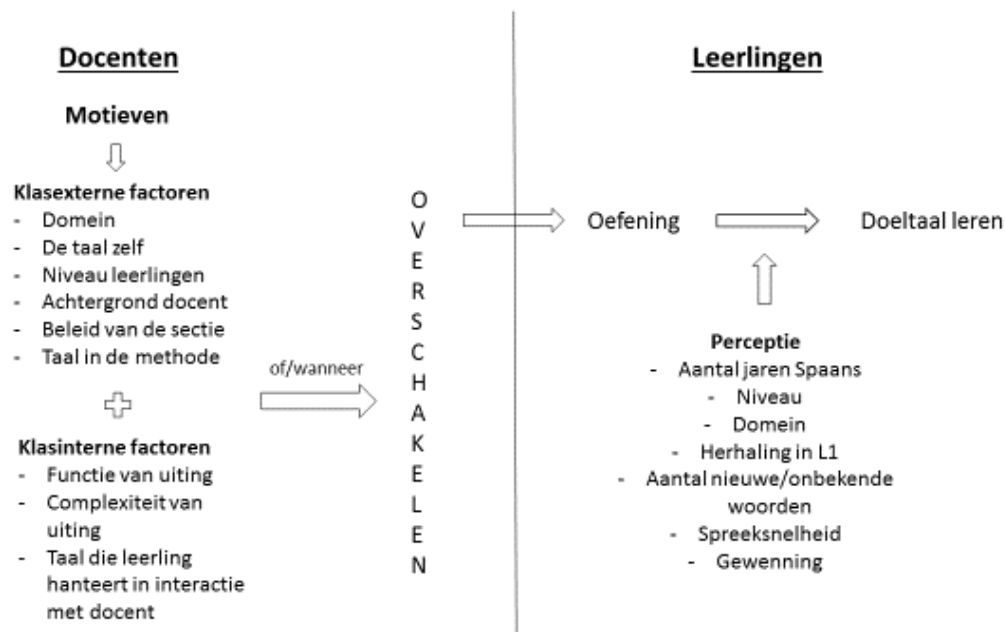 Docenten
Motieven
Klasexterne factoren
- Domein
- De taal zelf
- Niveau leerlingen
- Achtergrond docent
- Beleid van de sectie
- Taal in de methode
Klasinterne factoren
- Functie van uiting
- Complexiteit van
uiting
- Taal die leerling
hanteert in interactie
met docent
of/wanneer
O
V
E
R
S
C
H
A
K
E
L
E
N
Leerlingen
Oefening
Doeltaal leren
Perceptie
- Aantal jaren Spaans
- Niveau
- Domein
- Herhaling in L1
- Aantal nieuwe/onbekende
woorden
- Spreeksnelheid
- Gewenning